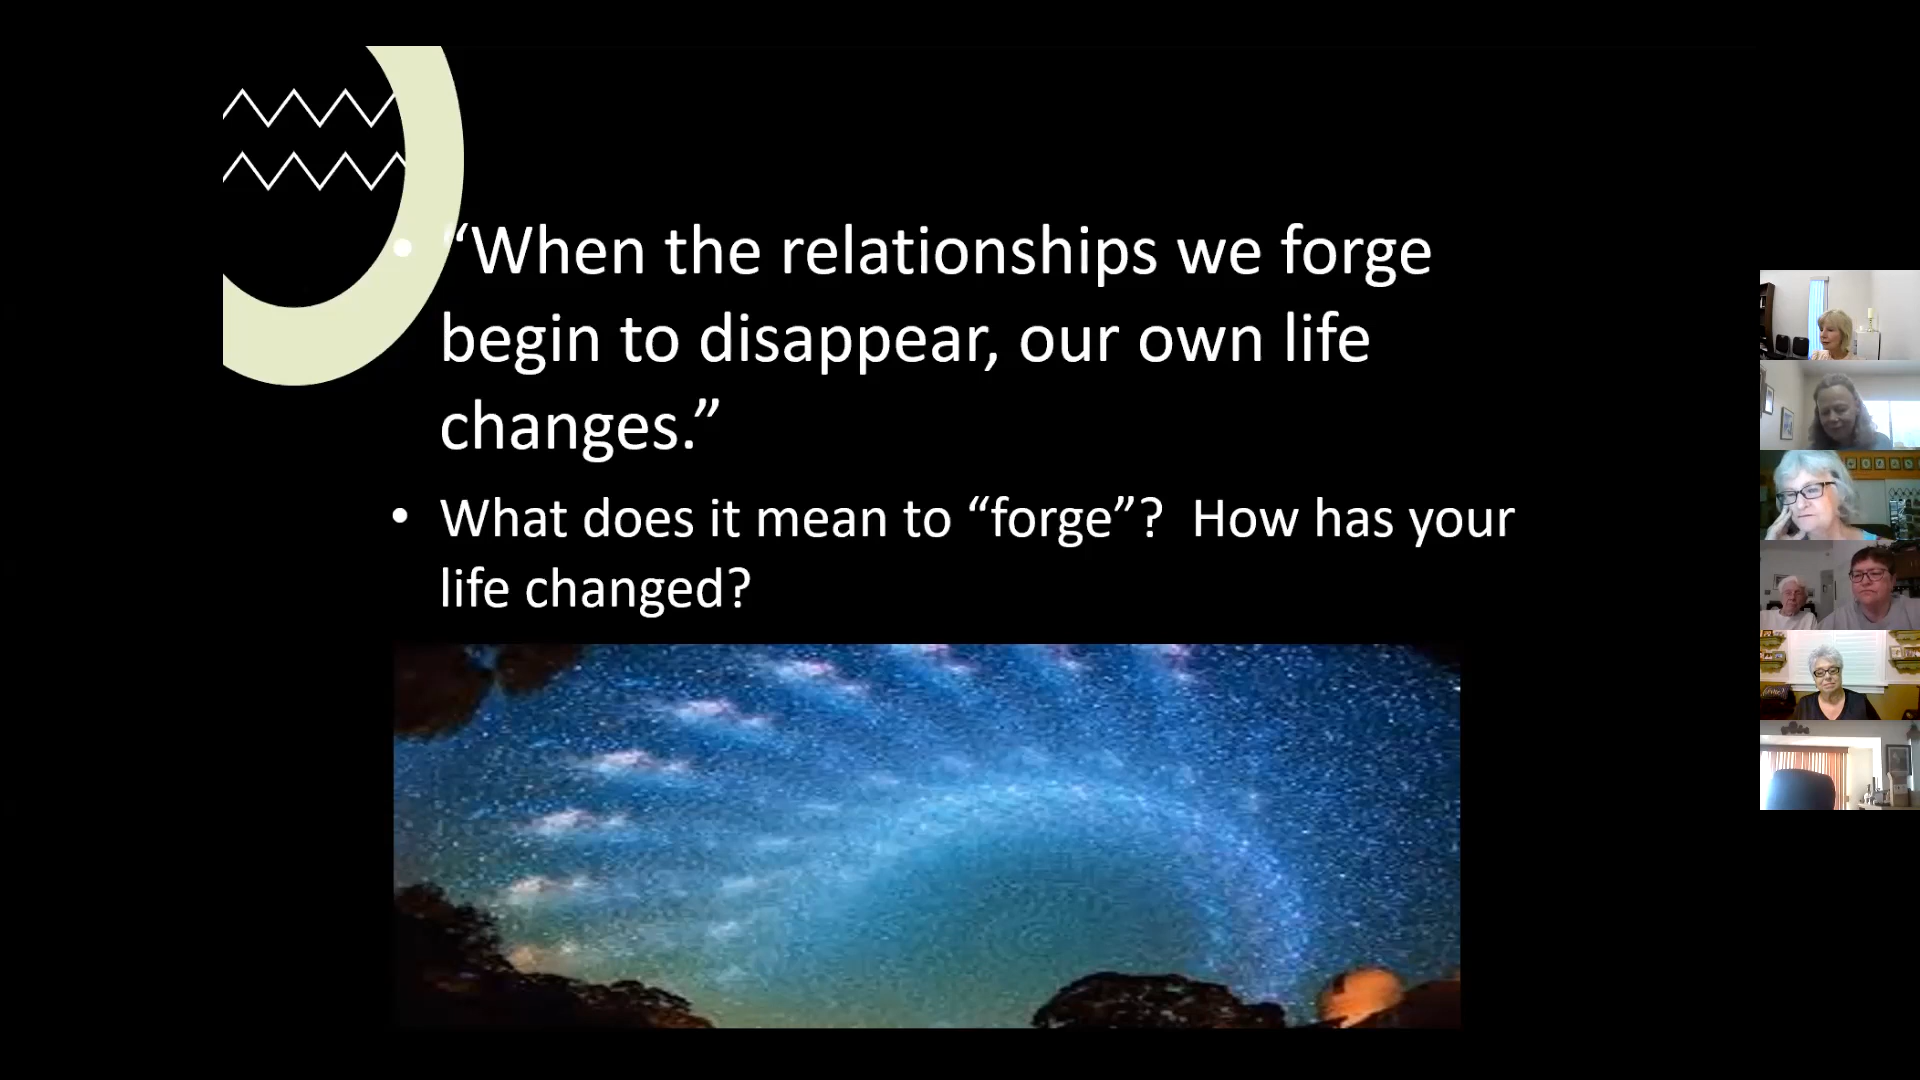 • “When the relationships we forge
begin to disappear, our own life
changes.”
• What does it mean to “forge”?  How has your
life changed?